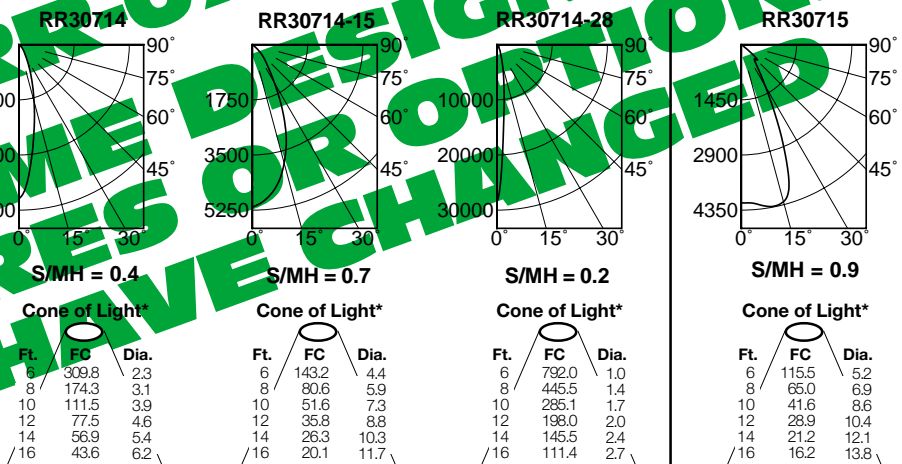 RR30714
90°
75°
60°
45°
0° 15° 30°
S/MH = 0.4
Cone of Light*
Ft. FC Dia.
6 309.8 2.3
8 174.3 3.1
10 111.5 3.9
12 77.5 4.6
14 56.9 5.4
16 43.6 6.2
RR30714-15
90°
75°
60°
45°
1750
3500
5250
0° 15° 30°
S/MH = 0.7
Cone of Light*
Ft. FC Dia.
6 143.2 4.4
8 80.6 5.9
10 51.6 7.3
12 35.8 8.8
14 26.3 10.3
16 20.1 11.7
RR30714-28
90°
75°
60°
45°
10000
20000
30000
0° 15° 30°
S/MH = 0.2
Cone of Light*
Ft. FC Dia.
6 792.0 1.0
8 445.5 1.4
10 285.1 1.7
12 198.0 2.0
14 145.5 2.4
16 111.4 2.7
RR30715
90°
75°
60°
45°
1450
2900
4350
0° 15° 30°
S/MH = 0.9
Cone of Light*
Ft. FC Dia.
6 115.5 5.2
8 65.0 6.9
10 41.6 8.6
12 28.9 10.4
14 21.2 12.1
16 16.2 13.8
ME DESIGN
RES OR OPTION
HAVE CHANGED